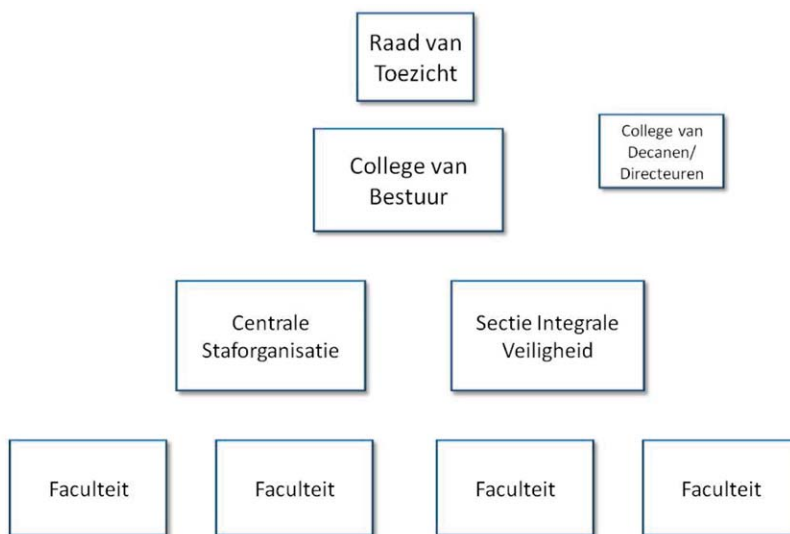 Raad van
Toezicht
College van
Decanen/
Directeuren
College van
Bestuur
Centrale
Staforganisatie
Sectie Integrale
Veiligheid
Faculteit
Faculteit
Faculteit
Faculteit